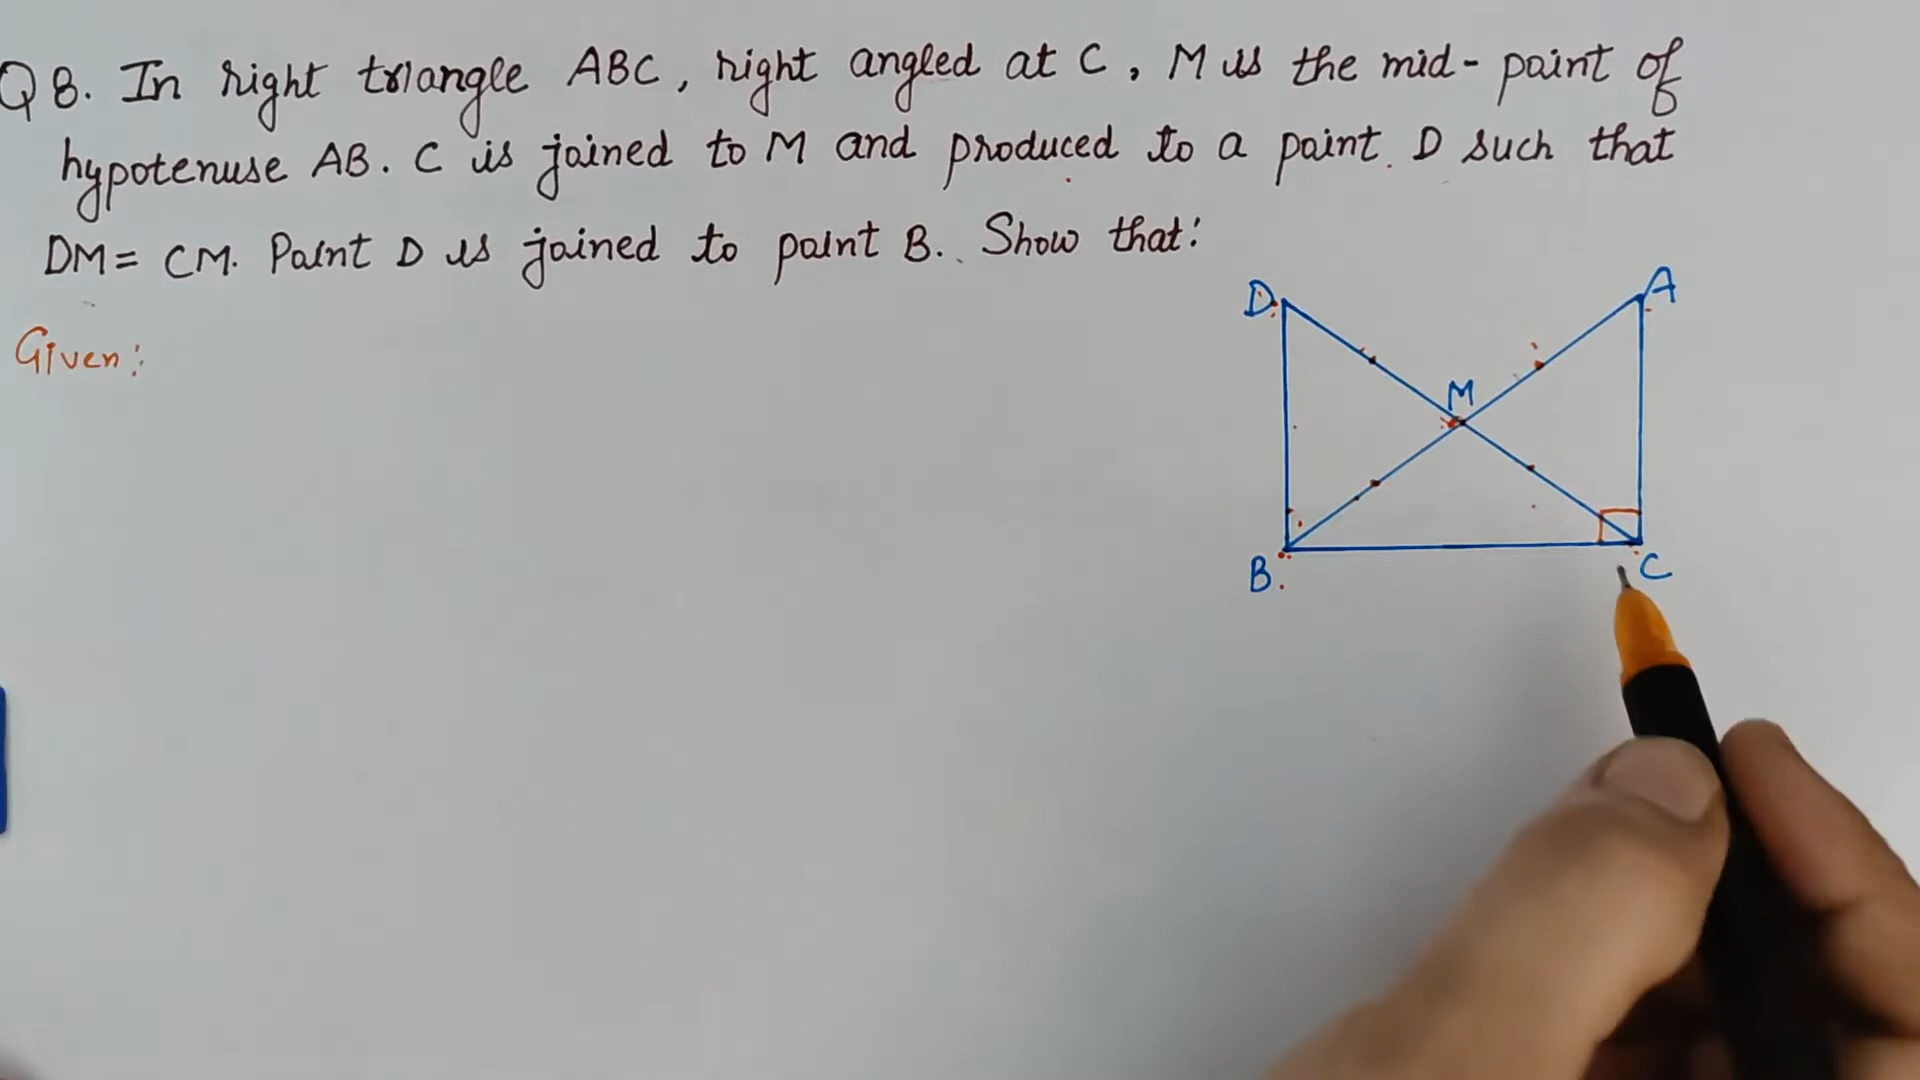 Q8. In right triangle ABC, right angled at C, M is the mid-point of
hypotenuse AB. C is joined to M and produced to a point D such that
DM = CM. Point D is joined to point B. Show that:
Given:
D
A
M
B
C